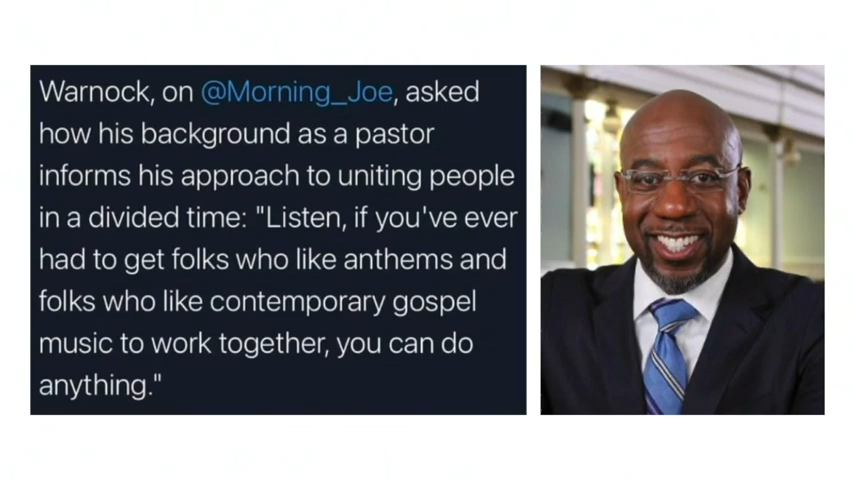 Warnock, on @Morning_Joe, asked
how his background as a pastor
informs his approach to uniting people
in a divided time: "Listen, if you've ever
had to get folks who like anthems and
folks who like contemporary gospel
music to work together, you can do
anything."